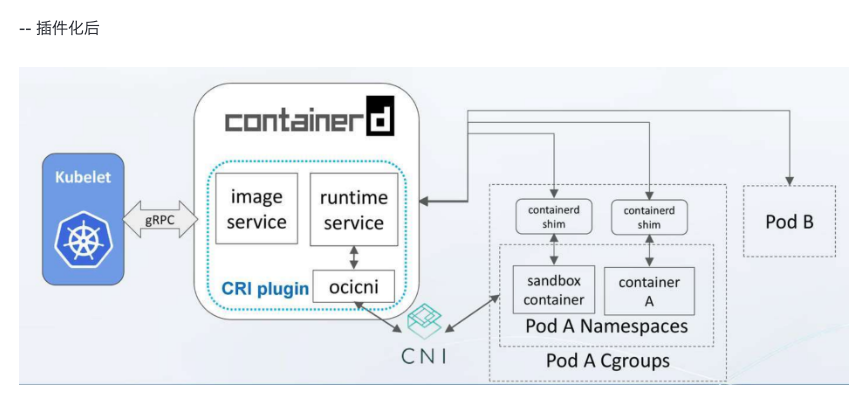 -- 插件化后
containerd
Kubelet
gRPC
image
service
runtime
service
CRI plugin
ocicni
CNI
containerd
shim
containerd
shim
sandbox
container
container
A
Pod A Namespaces
Pod A Cgroups
Pod B